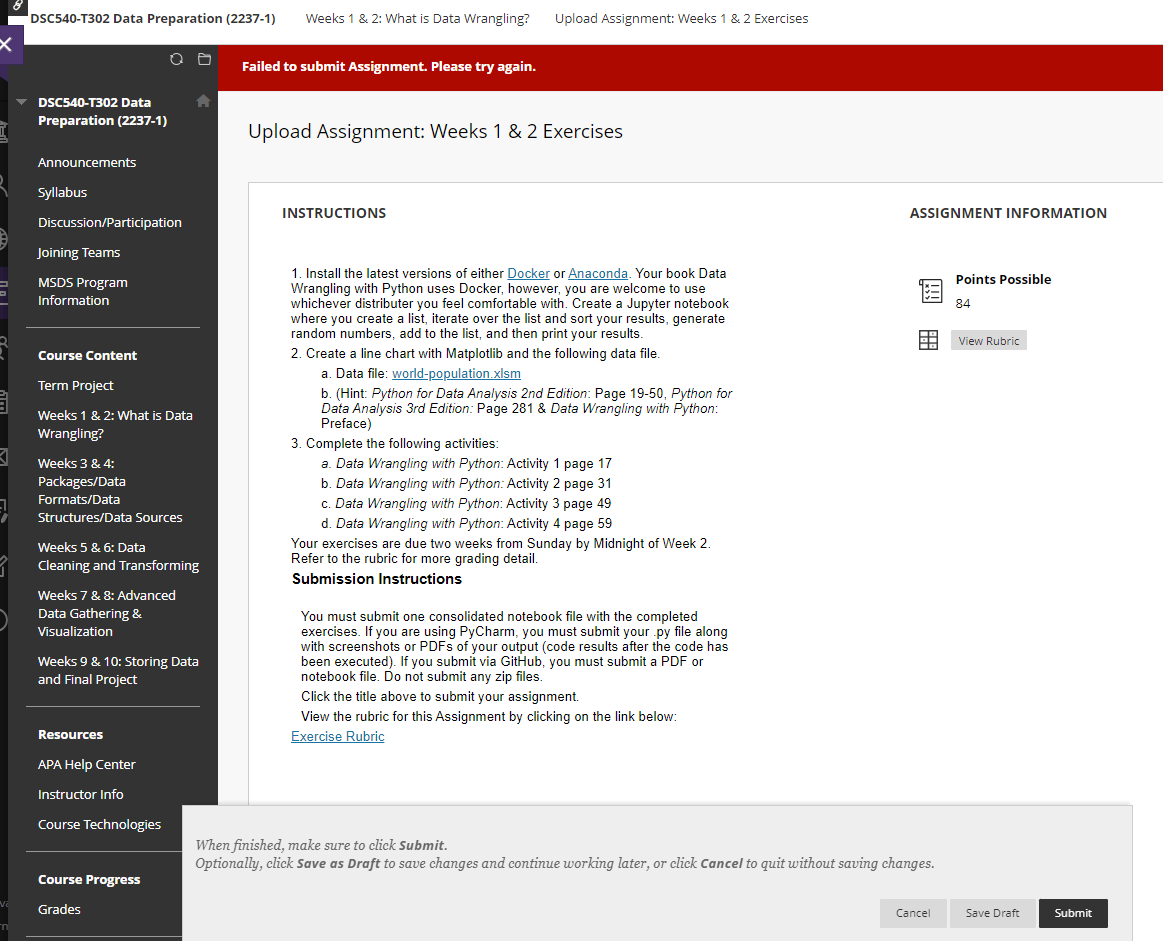 DSC540-T302 Data Preparation (2237-1) Weeks 1 & 2: What is Data Wrangling? Upload Assignment: Weeks 1 & 2 Exercises
Failed to submit Assignment. Please try again.
DSC540-T302 Data
Preparation (2237-1)
Announcements
Syllabus
Discussion/Participation
Joining Teams
MSDS Program
Information
Course Content
Term Project
Weeks 1 & 2: What is Data
Wrangling?
Weeks 3 & 4:
Packages/Data
Formats/Data
Structures/Data Sources
Weeks 5 & 6: Data
Cleaning and Transforming
Weeks 7 & 8: Advanced
Data Gathering &
Visualization
Weeks 9 & 10: Storing Data
and Final Project
Resources
APA Help Center
Instructor Info
Course Technologies
Course Progress
Grades
Upload Assignment: Weeks 1 & 2 Exercises
INSTRUCTIONS
1. Install the latest versions of either Docker or Anaconda. Your book Data
Wrangling with Python uses Docker, however, you are welcome to use
whichever distributer you feel comfortable with. Create a Jupyter notebook
where you create a list, iterate over the list and sort your results, generate
random numbers, add to the list, and then print your results.
2. Create a line chart with Matplotlib and the following data file.
a. Data file: world-population.xlsm
b. (Hint: Python for Data Analysis 2nd Edition: Page 19-50, Python for
Data Analysis 3rd Edition: Page 281 & Data Wrangling with Python:
Preface)
3. Complete the following activities:
a. Data Wrangling with Python: Activity 1 page 17
b. Data Wrangling with Python: Activity 2 page 31
c. Data Wrangling with Python: Activity 3 page 49
d. Data Wrangling with Python: Activity 4 page 59
Your exercises are due two weeks from Sunday by Midnight of Week 2.
Refer to the rubric for more grading detail.
Submission Instructions
You must submit one consolidated notebook file with the completed
exercises. If you are using PyCharm, you must submit your .py file along
with screenshots or PDFs of your output (code results after the code has
been executed). If you submit via GitHub, you must submit a PDF or
notebook file. Do not submit any zip files.
Click the title above to submit your assignment.
View the rubric for this Assignment by clicking on the link below:
Exercise Rubric
ASSIGNMENT INFORMATION
Points Possible
84
View Rubric
When finished, make sure to click Submit.
Optionally, click Save as Draft to save changes and continue working later, or click Cancel to quit without saving changes.
Cancel Save Draft Submit